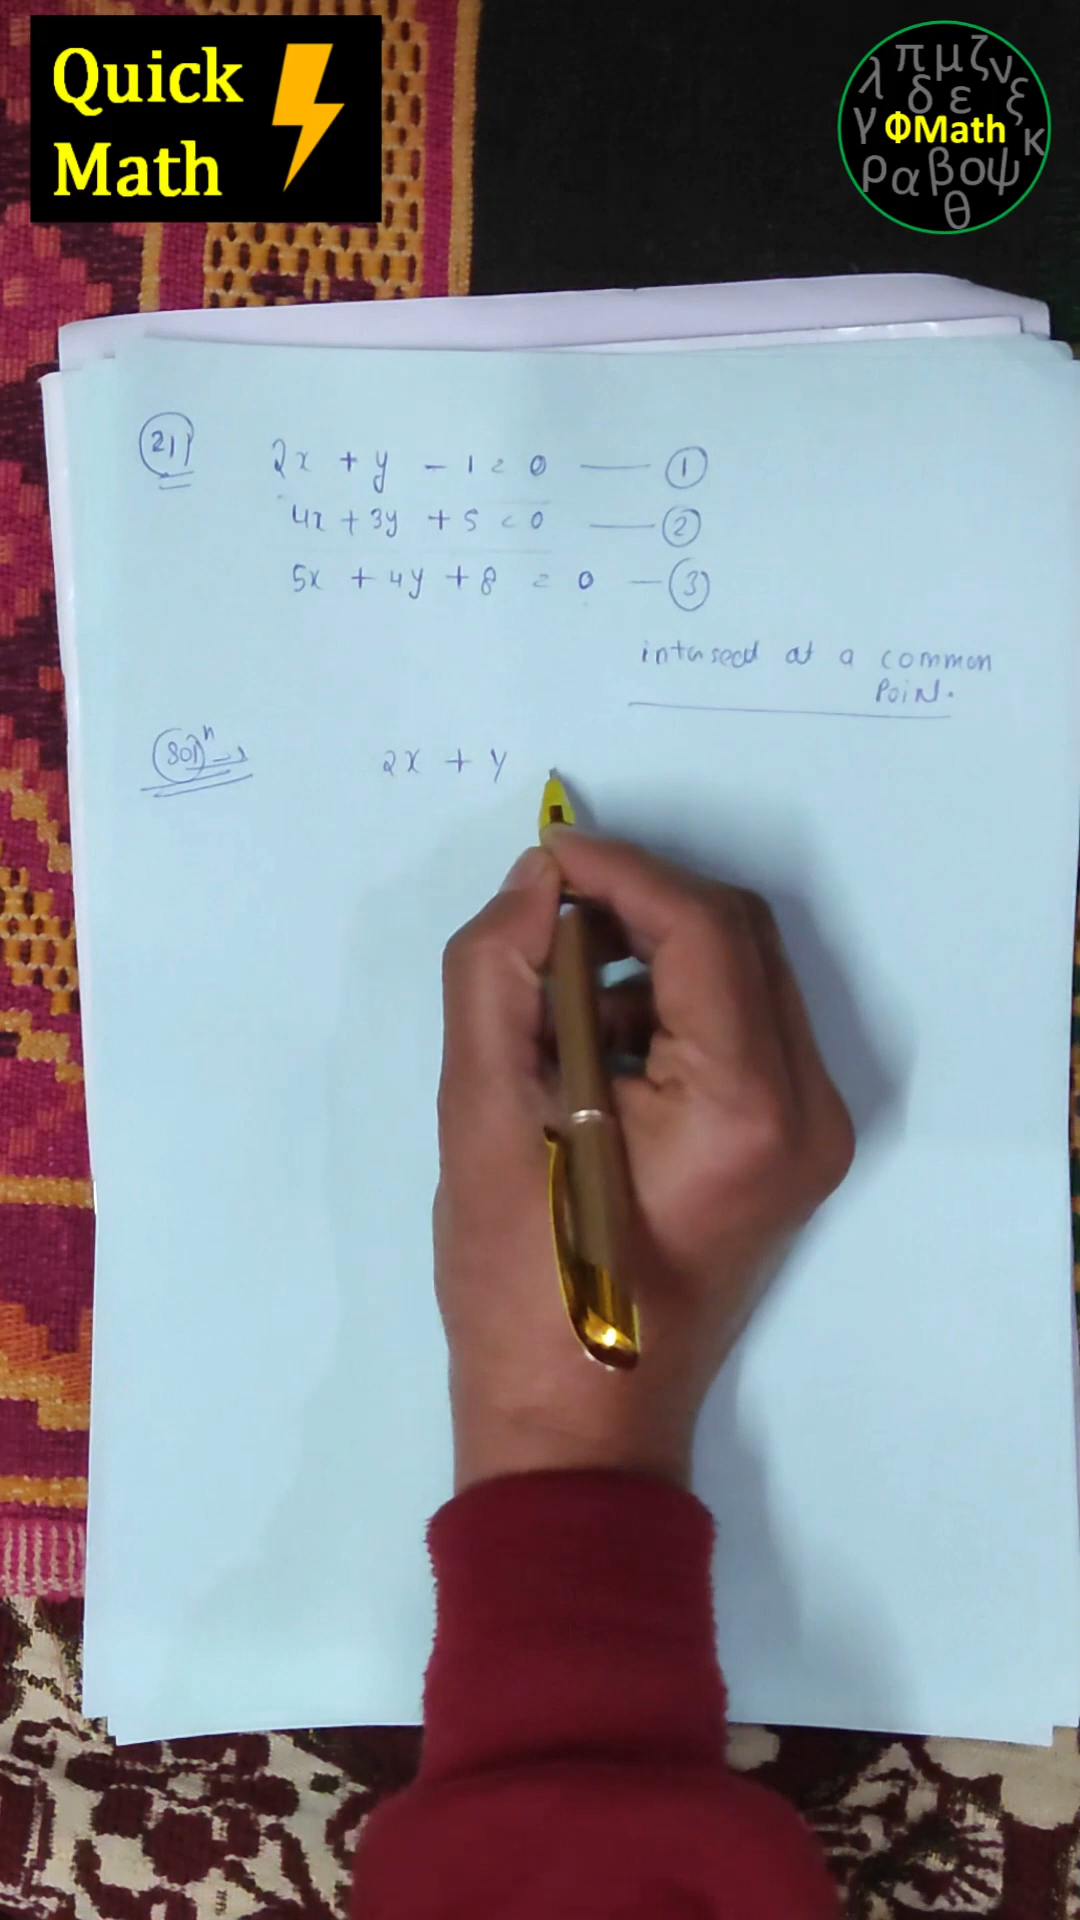 Quick
Math
λ π μ ζ ν ξ
γ δ ε κ
ΦMath
ρ α β ο ψ
θ
21)
2x + y - 1 = 0 — 1
4x + 3y + 5 = 0 — 2
5x + 4y + 8 = 0 — 3
intersect at a common
Point.
Solⁿ →
2x + y